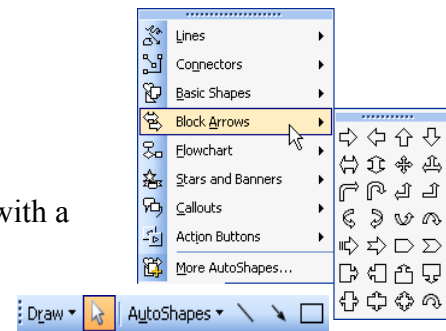 Lines
Connectors
Basic Shapes
Block Arrows
Flowchart
Stars and Banners
Callouts
with a
Action Buttons
More AutoShapes...
Draw AutoShapes